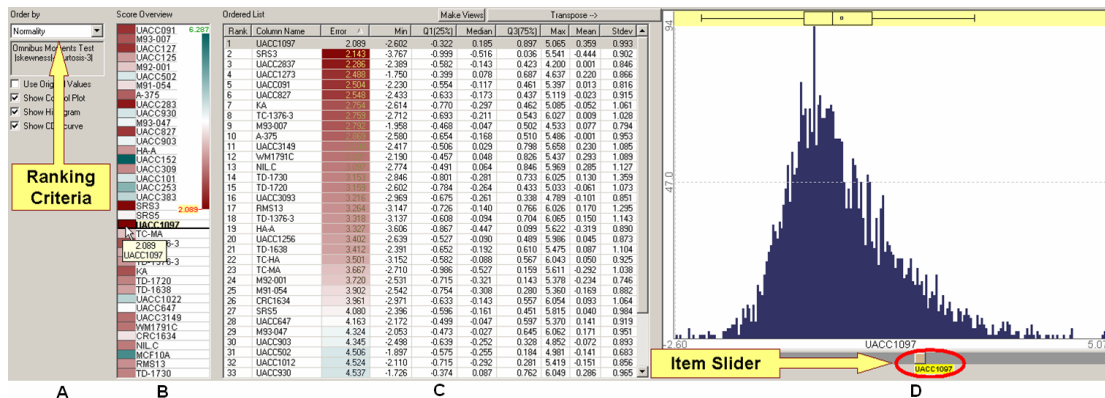 Order by
Normality
Omnibus Moments Test
|skewness|
Use Original Values
Show Control Plot
Show Histogram
Show CDF curve
Ranking
Criteria
A
Score Overview
6.287
UACC091
M93-007
UACC127
UACC125
M92-001
UACC502
M91-054
A-375
UACC283
UACC930
M93-047
UACC827
UACC903
HA-A
UACC152
UACC309
UACC101
UACC253
UACC383
SRS3
2.089
SRS5
UACC1097
TC-MA
2.089
UACC1097
KA
TD-1720
TD-1638
UACC1022
UACC647
UACC3149
WM1791C
CRC1634
NIL.C
MCF10A
RMS13
TD-1730
B
Ordered List
Make Views
Transpose -->
Rank Column Name Error Min Q1(25%) Median Q3(75%) Max Mean Stdev
1 UACC1097 2.089 -2.602 -0.322 0.185 0.897 5.065 0.359 0.993
2 SRS3 2.143 -3.767 -0.999 -0.516 0.036 5.541 -0.444 0.902
3 UACC2837 2.286 -2.389 -0.582 -0.143 0.423 4.200 0.001 0.846
4 UACC1273 2.488 -1.750 -0.399 0.078 0.687 4.637 0.220 0.866
5 UACC091 2.504 -2.230 -0.554 -0.117 0.461 5.397 0.013 0.816
6 UACC827 2.548 -2.433 -0.633 -0.173 0.437 5.119 -0.023 0.915
7 KA 2.754 -2.614 -0.770 -0.297 0.462 5.085 -0.052 1.061
8 TC-1376-3 2.755 -2.712 -0.693 -0.211 0.543 6.027 0.009 1.028
9 M93-007 2.792 -1.958 -0.468 -0.047 0.502 4.533 0.077 0.794
10 A-375 -2.580 -0.654 -0.168 0.510 5.486 -0.001 0.953
11 UACC3149 -2.417 -0.506 0.029 0.798 5.658 0.230 1.085
12 WM1791C -2.190 -0.457 0.048 0.826 5.437 0.293 1.089
13 NIL.C -2.774 -0.491 0.064 0.846 5.969 0.285 1.127
14 TD-1730 3.153 -2.846 -0.801 -0.281 0.733 6.025 0.130 1.359
15 TD-1720 -2.602 -0.784 -0.264 0.433 5.033 -0.061 1.073
16 UACC3093 3.216 -2.969 -0.675 -0.261 0.338 4.789 -0.101 0.851
17 RMS13 3.264 -3.147 -0.726 -0.140 0.766 6.026 0.170 1.295
18 TD-1376-3 3.318 -3.137 -0.608 -0.094 0.704 6.065 0.150 1.143
19 HA-A 3.327 -3.606 -0.867 -0.447 0.099 5.622 -0.319 0.890
20 UACC1256 3.402 -2.639 -0.527 -0.090 0.489 5.986 0.045 0.873
21 TD-1638 3.412 -2.391 -0.652 -0.192 0.610 5.475 0.087 1.104
22 TC-HA 3.501 -3.152 -0.582 -0.088 0.567 6.043 0.050 0.925
23 TC-MA 3.667 -2.710 -0.986 -0.527 0.159 5.611 -0.292 1.038
24 M92-001 3.720 -2.531 -0.715 -0.321 0.143 5.378 -0.234 0.746
25 M91-054 3.902 -2.542 -0.754 -0.308 0.280 5.360 -0.169 0.882
26 CRC1634 3.961 -2.971 -0.633 -0.143 0.557 6.054 0.093 1.064
27 SRS5 4.080 -2.396 -0.596 -0.161 0.451 5.815 0.040 0.984
28 UACC647 4.163 -2.172 -0.499 -0.047 0.597 5.370 0.141 0.919
29 M93-047 4.324 -2.053 -0.473 -0.027 0.645 6.062 0.171 0.951
30 UACC903 4.345 -2.498 -0.639 -0.252 0.328 4.852 -0.072 0.893
31 UACC502 4.506 -1.897 -0.575 -0.255 0.184 4.981 -0.141 0.683
32 UACC1012 4.524 -2.110 -0.715 -0.292 0.281 5.419 -0.151 0.856
33 UACC930 4.537 -1.726 -0.374 0.087 0.762 6.049 0.286 0.965
C
94
47.0
-2.60
UACC1097
5.07
Item Slider
UACC1097
D